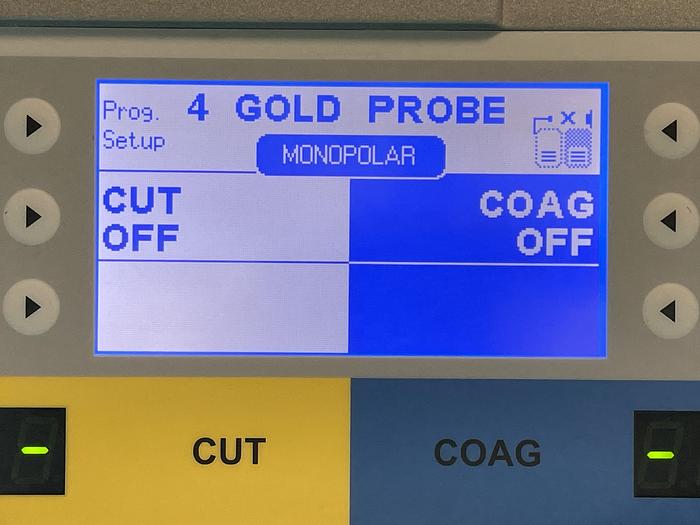 Prog. 4 GOLD PROBE
Setup
MONOPOLAR
CUT COAG
OFF OFF
CUT COAG